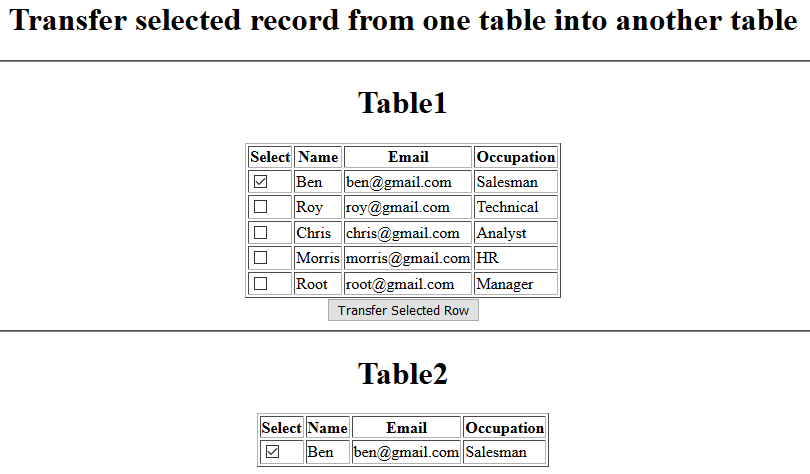 Transfer selected record from one table into another table
Table1
Select Name Email Occupation
Ben ben@gmail.com Salesman
Roy roy@gmail.com Technical
Chris chris@gmail.com Analyst
Morris morris@gmail.com HR
Root root@gmail.com Manager
Transfer Selected Row
Table2
Select Name Email Occupation
Ben ben@gmail.com Salesman